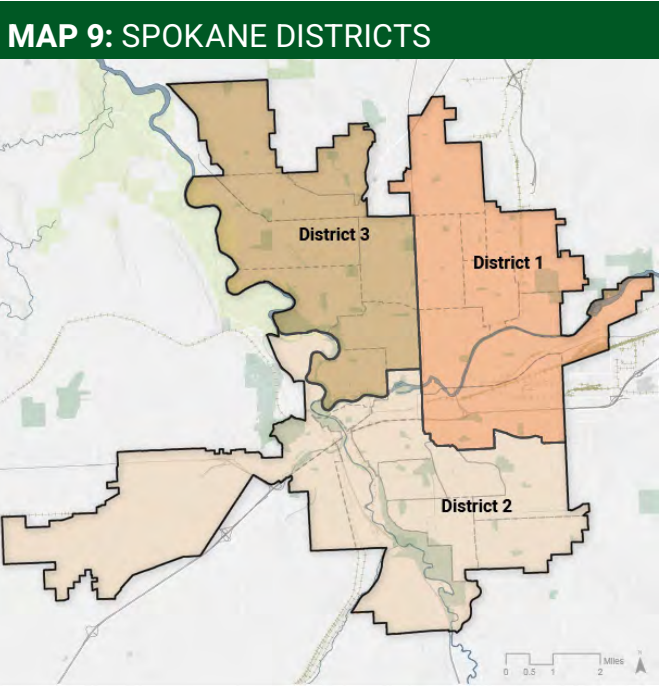 MAP 9: SPOKANE DISTRICTS
District 3
District 1
District 2
Miles
0 0.5 1 2